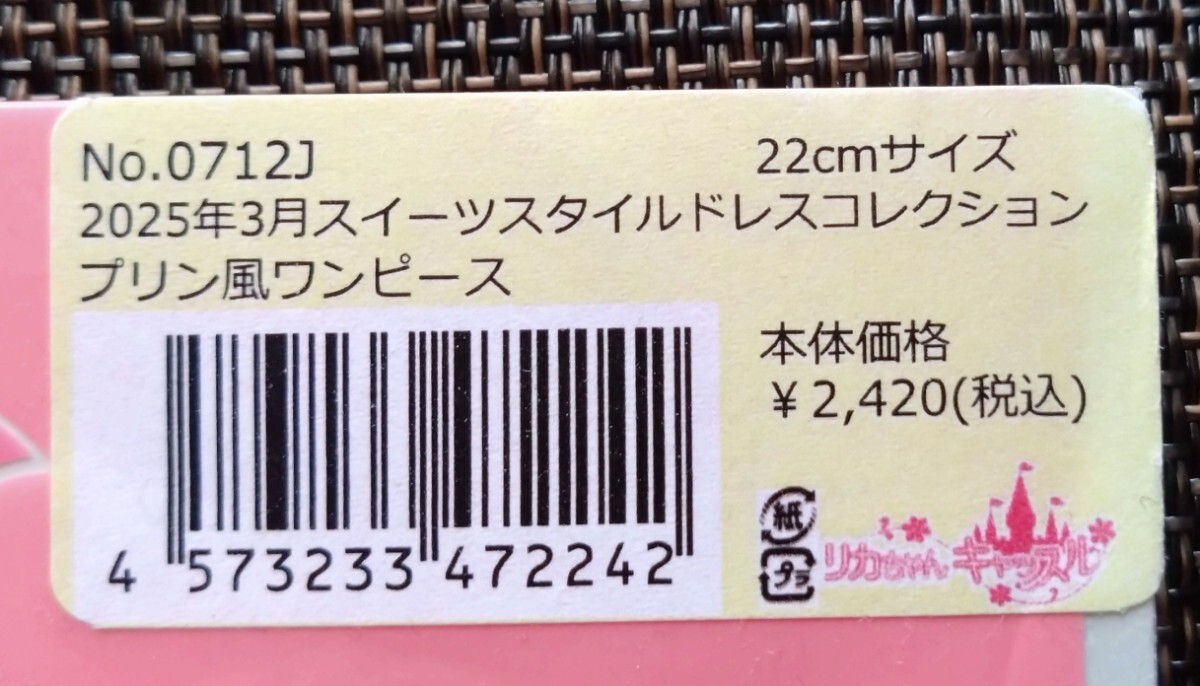 No.0712J 22cmサイズ
2025年3月スイーツスタイルドレスコレクション
プリン風ワンピース
本体価格
¥2,420(税込)
4 573233 472242
紙
プラ
リカちゃん キャッスル